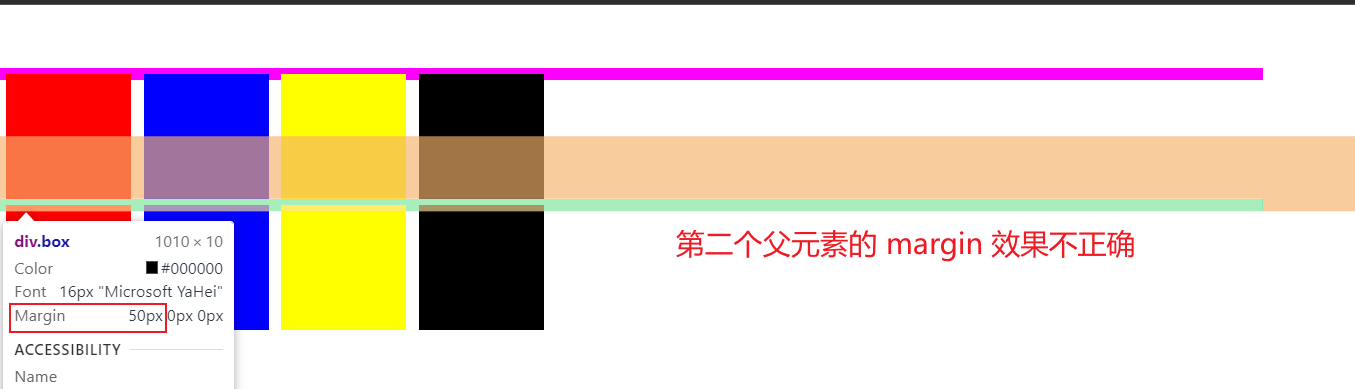 第二个父元素的 margin 效果不正确
div.box 1010 × 10
Color #000000
Font 16px "Microsoft YaHei"
Margin 50px 0px 0px
ACCESSIBILITY
Name